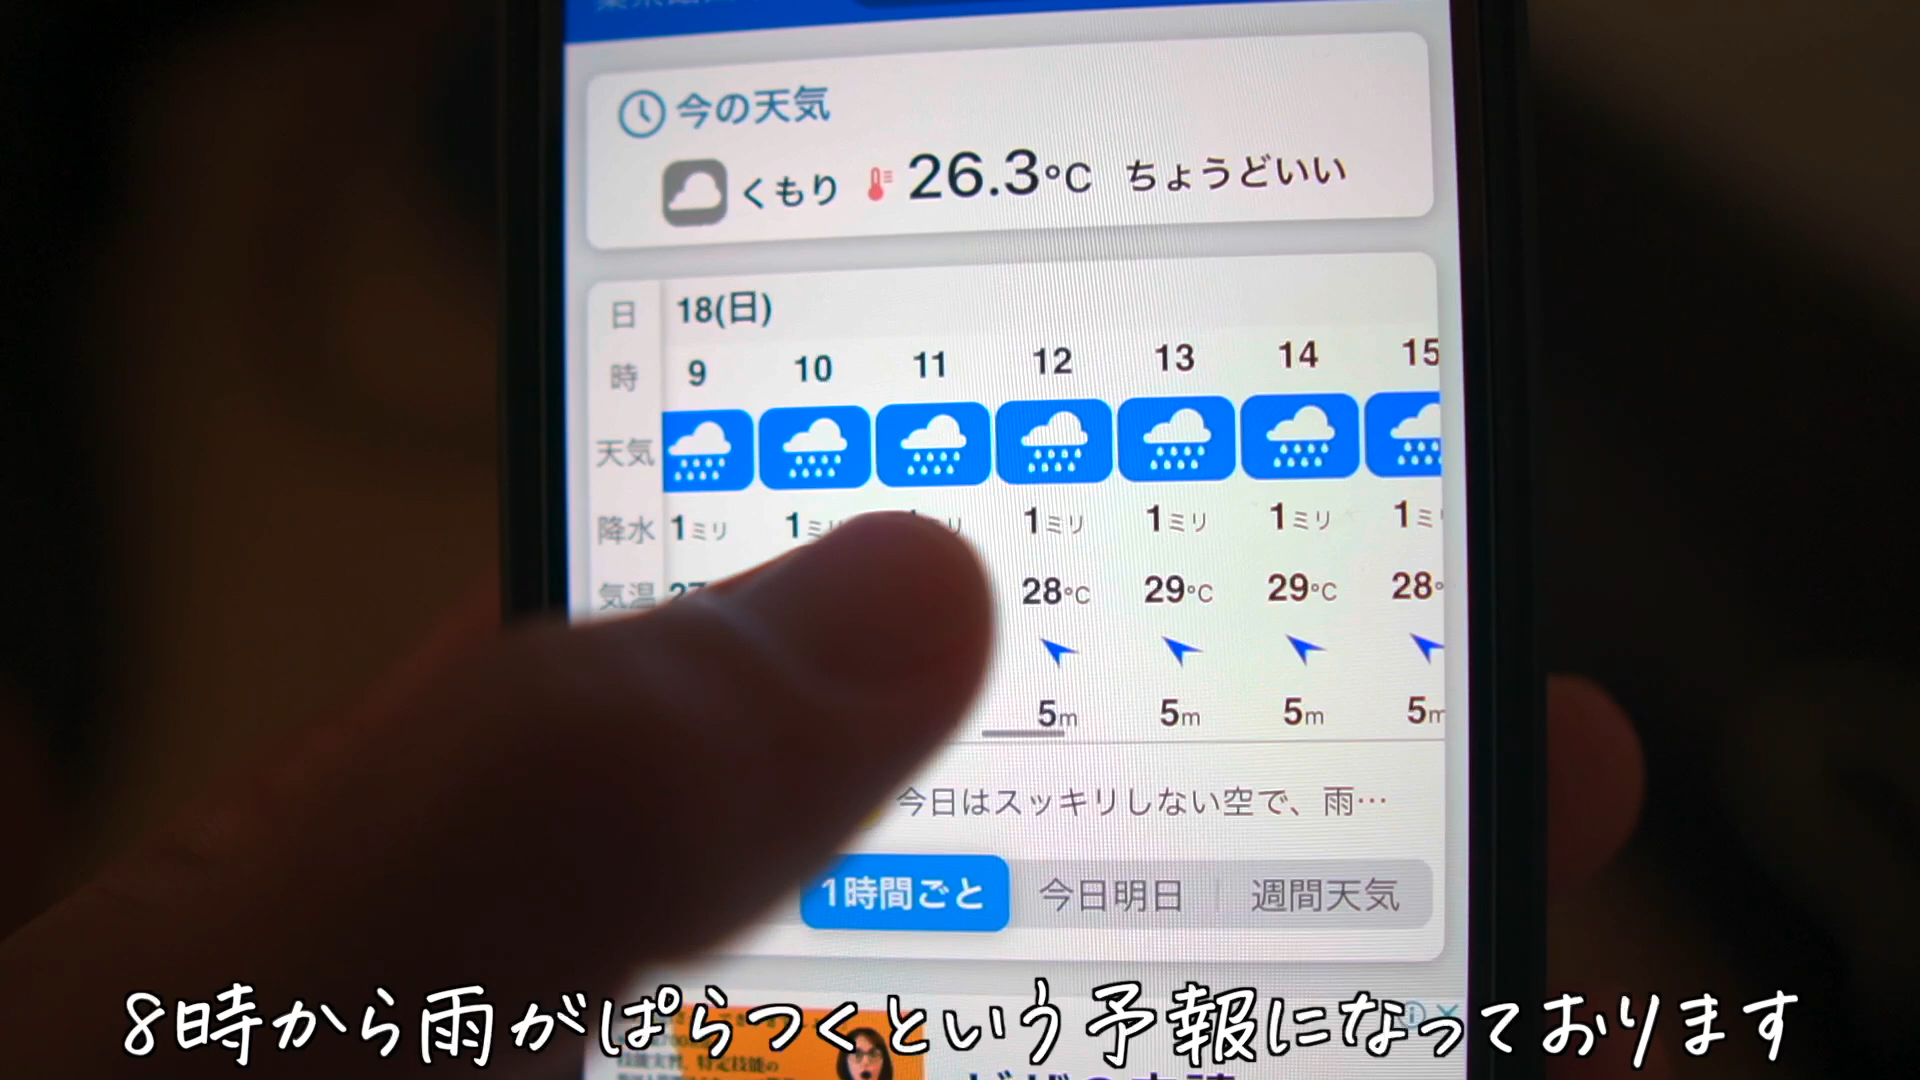 今の天気
くもり 26.3℃ ちょうどいい
日 18(日)
時 9 10 11 12 13 14 15
天気
降水 1ミリ 1ミリ 1ミリ 1ミリ 1ミリ 1ミ
気温 27 28℃ 29℃ 29℃ 28°
5m 5m 5m 5m
今日はスッキリしない空で、雨…
1時間ごと 今日明日 週間天気
8時から雨がぱらつくという予報になっております